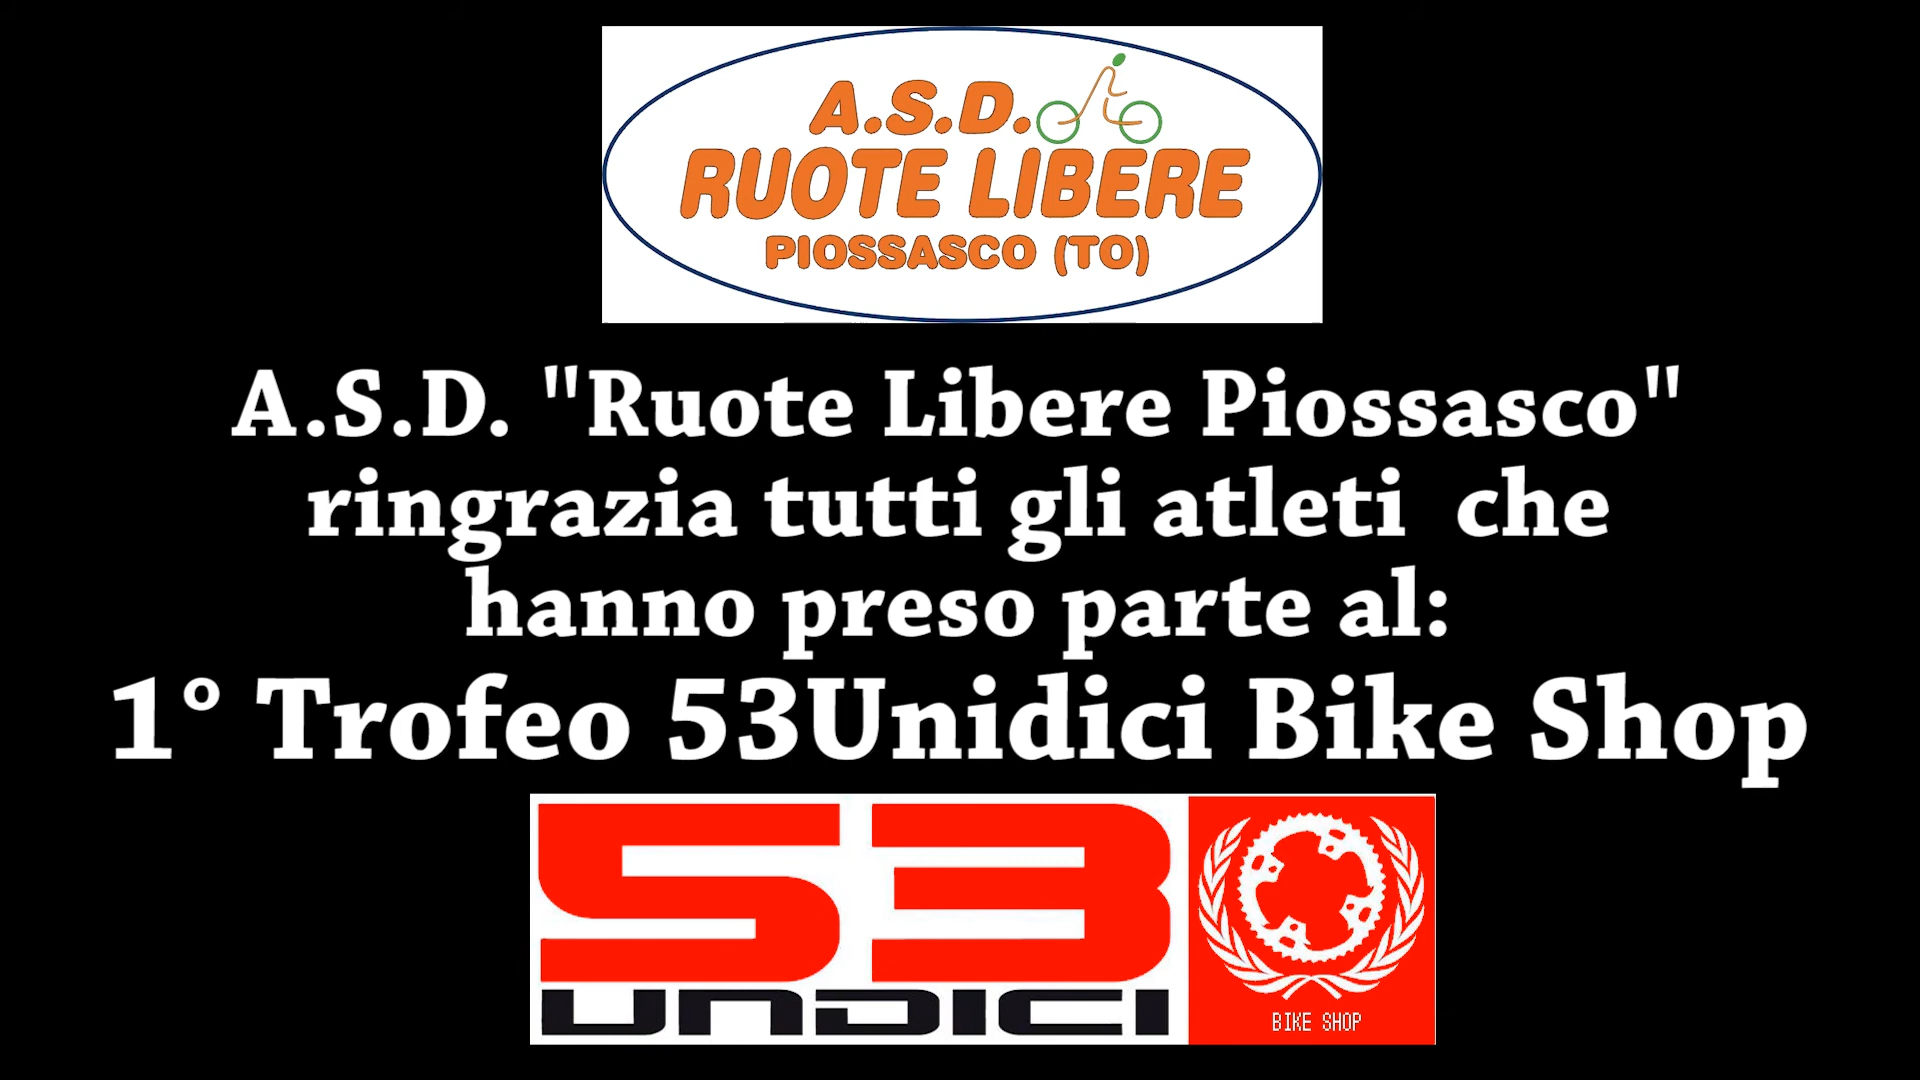 A.S.D.
RUOTE LIBERE
PIOSSASCO (TO)
A.S.D. "Ruote Libere Piossasco"
ringrazia tutti gli atleti  che
hanno preso parte al:
1° Trofeo 53Unidici Bike Shop
53
UNDICI
BIKE SHOP